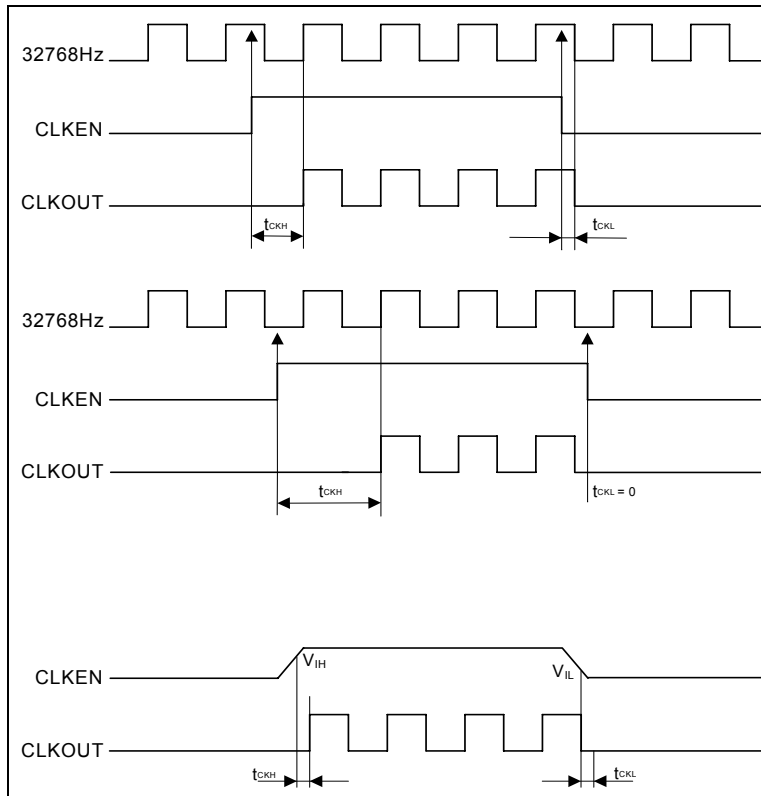 32768Hz
CLKEN
CLKOUT
tCKH
tCKL
32768Hz
CLKEN
CLKOUT
tCKH
tCKL = 0
CLKEN
VIH
VIL
CLKOUT
tCKH
tCKL